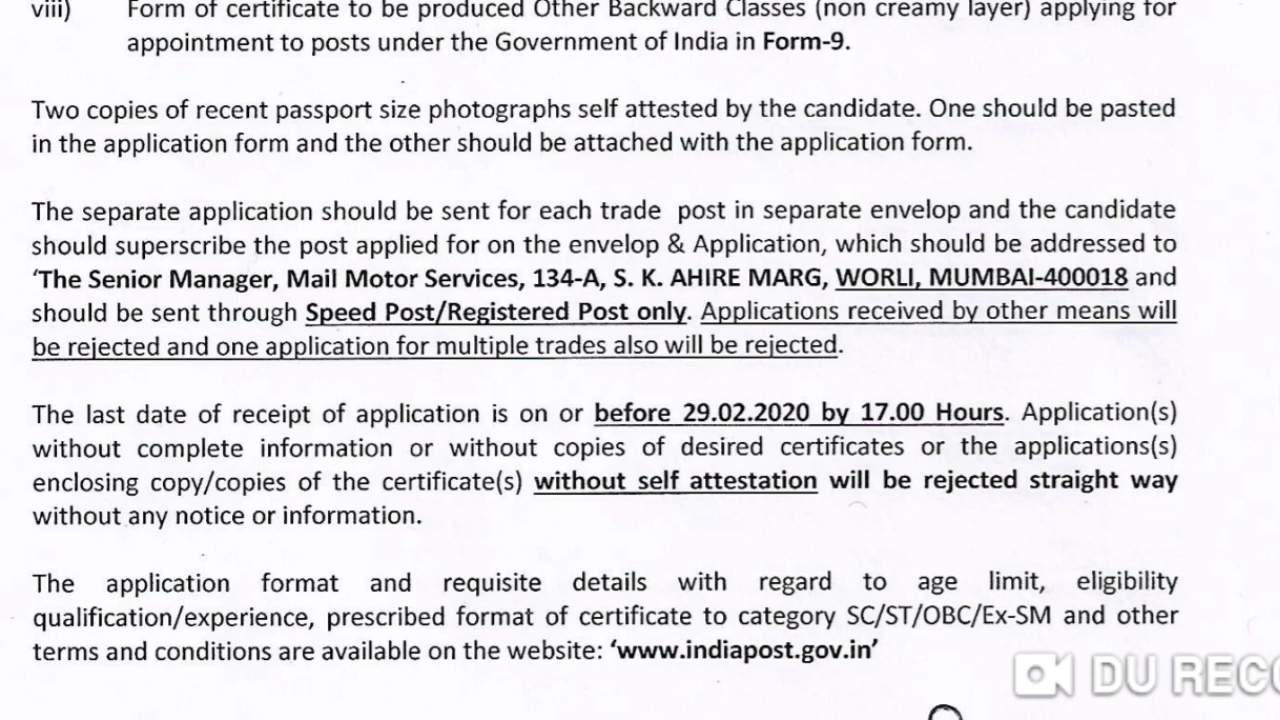 viii) Form of certificate to be produced Other Backward Classes (non creamy layer) applying for
appointment to posts under the Government of India in Form-9.
Two copies of recent passport size photographs self attested by the candidate. One should be pasted
in the application form and the other should be attached with the application form.
The separate application should be sent for each trade post in separate envelop and the candidate
should superscribe the post applied for on the envelop & Application, which should be addressed to
‘The Senior Manager, Mail Motor Services, 134-A, S. K. AHIRE MARG, WORLI, MUMBAI-400018 and
should be sent through Speed Post/Registered Post only. Applications received by other means will
be rejected and one application for multiple trades also will be rejected.
The last date of receipt of application is on or before 29.02.2020 by 17.00 Hours. Application(s)
without complete information or without copies of desired certificates or the applications(s)
enclosing copy/copies of the certificate(s) without self attestation will be rejected straight way
without any notice or information.
The application format and requisite details with regard to age limit, eligibility
qualification/experience, prescribed format of certificate to category SC/ST/OBC/Ex-SM and other
terms and conditions are available on the website: ‘www.indiapost.gov.in’
DU RECO